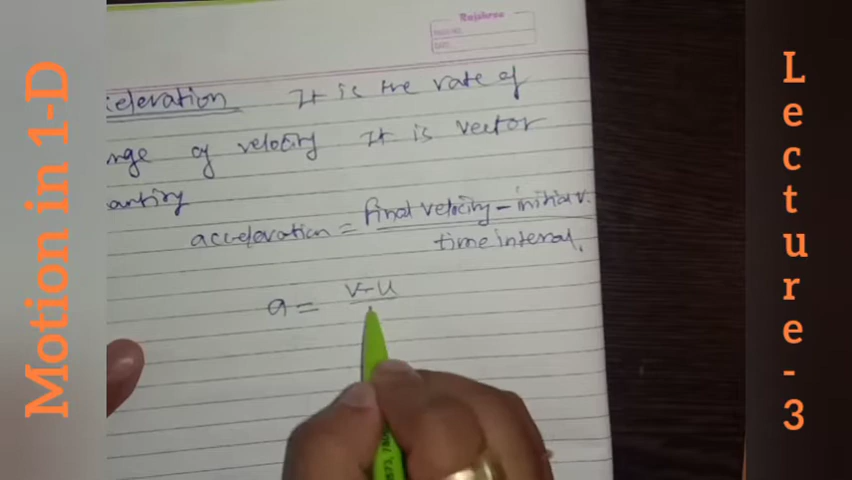 Motion in 1-D
Lecture-3
Rajshree
celeration It is the rate of
nge of velocity It is vector
antity
acceleration = final velocity - initial v.
time interval.
a = v-u